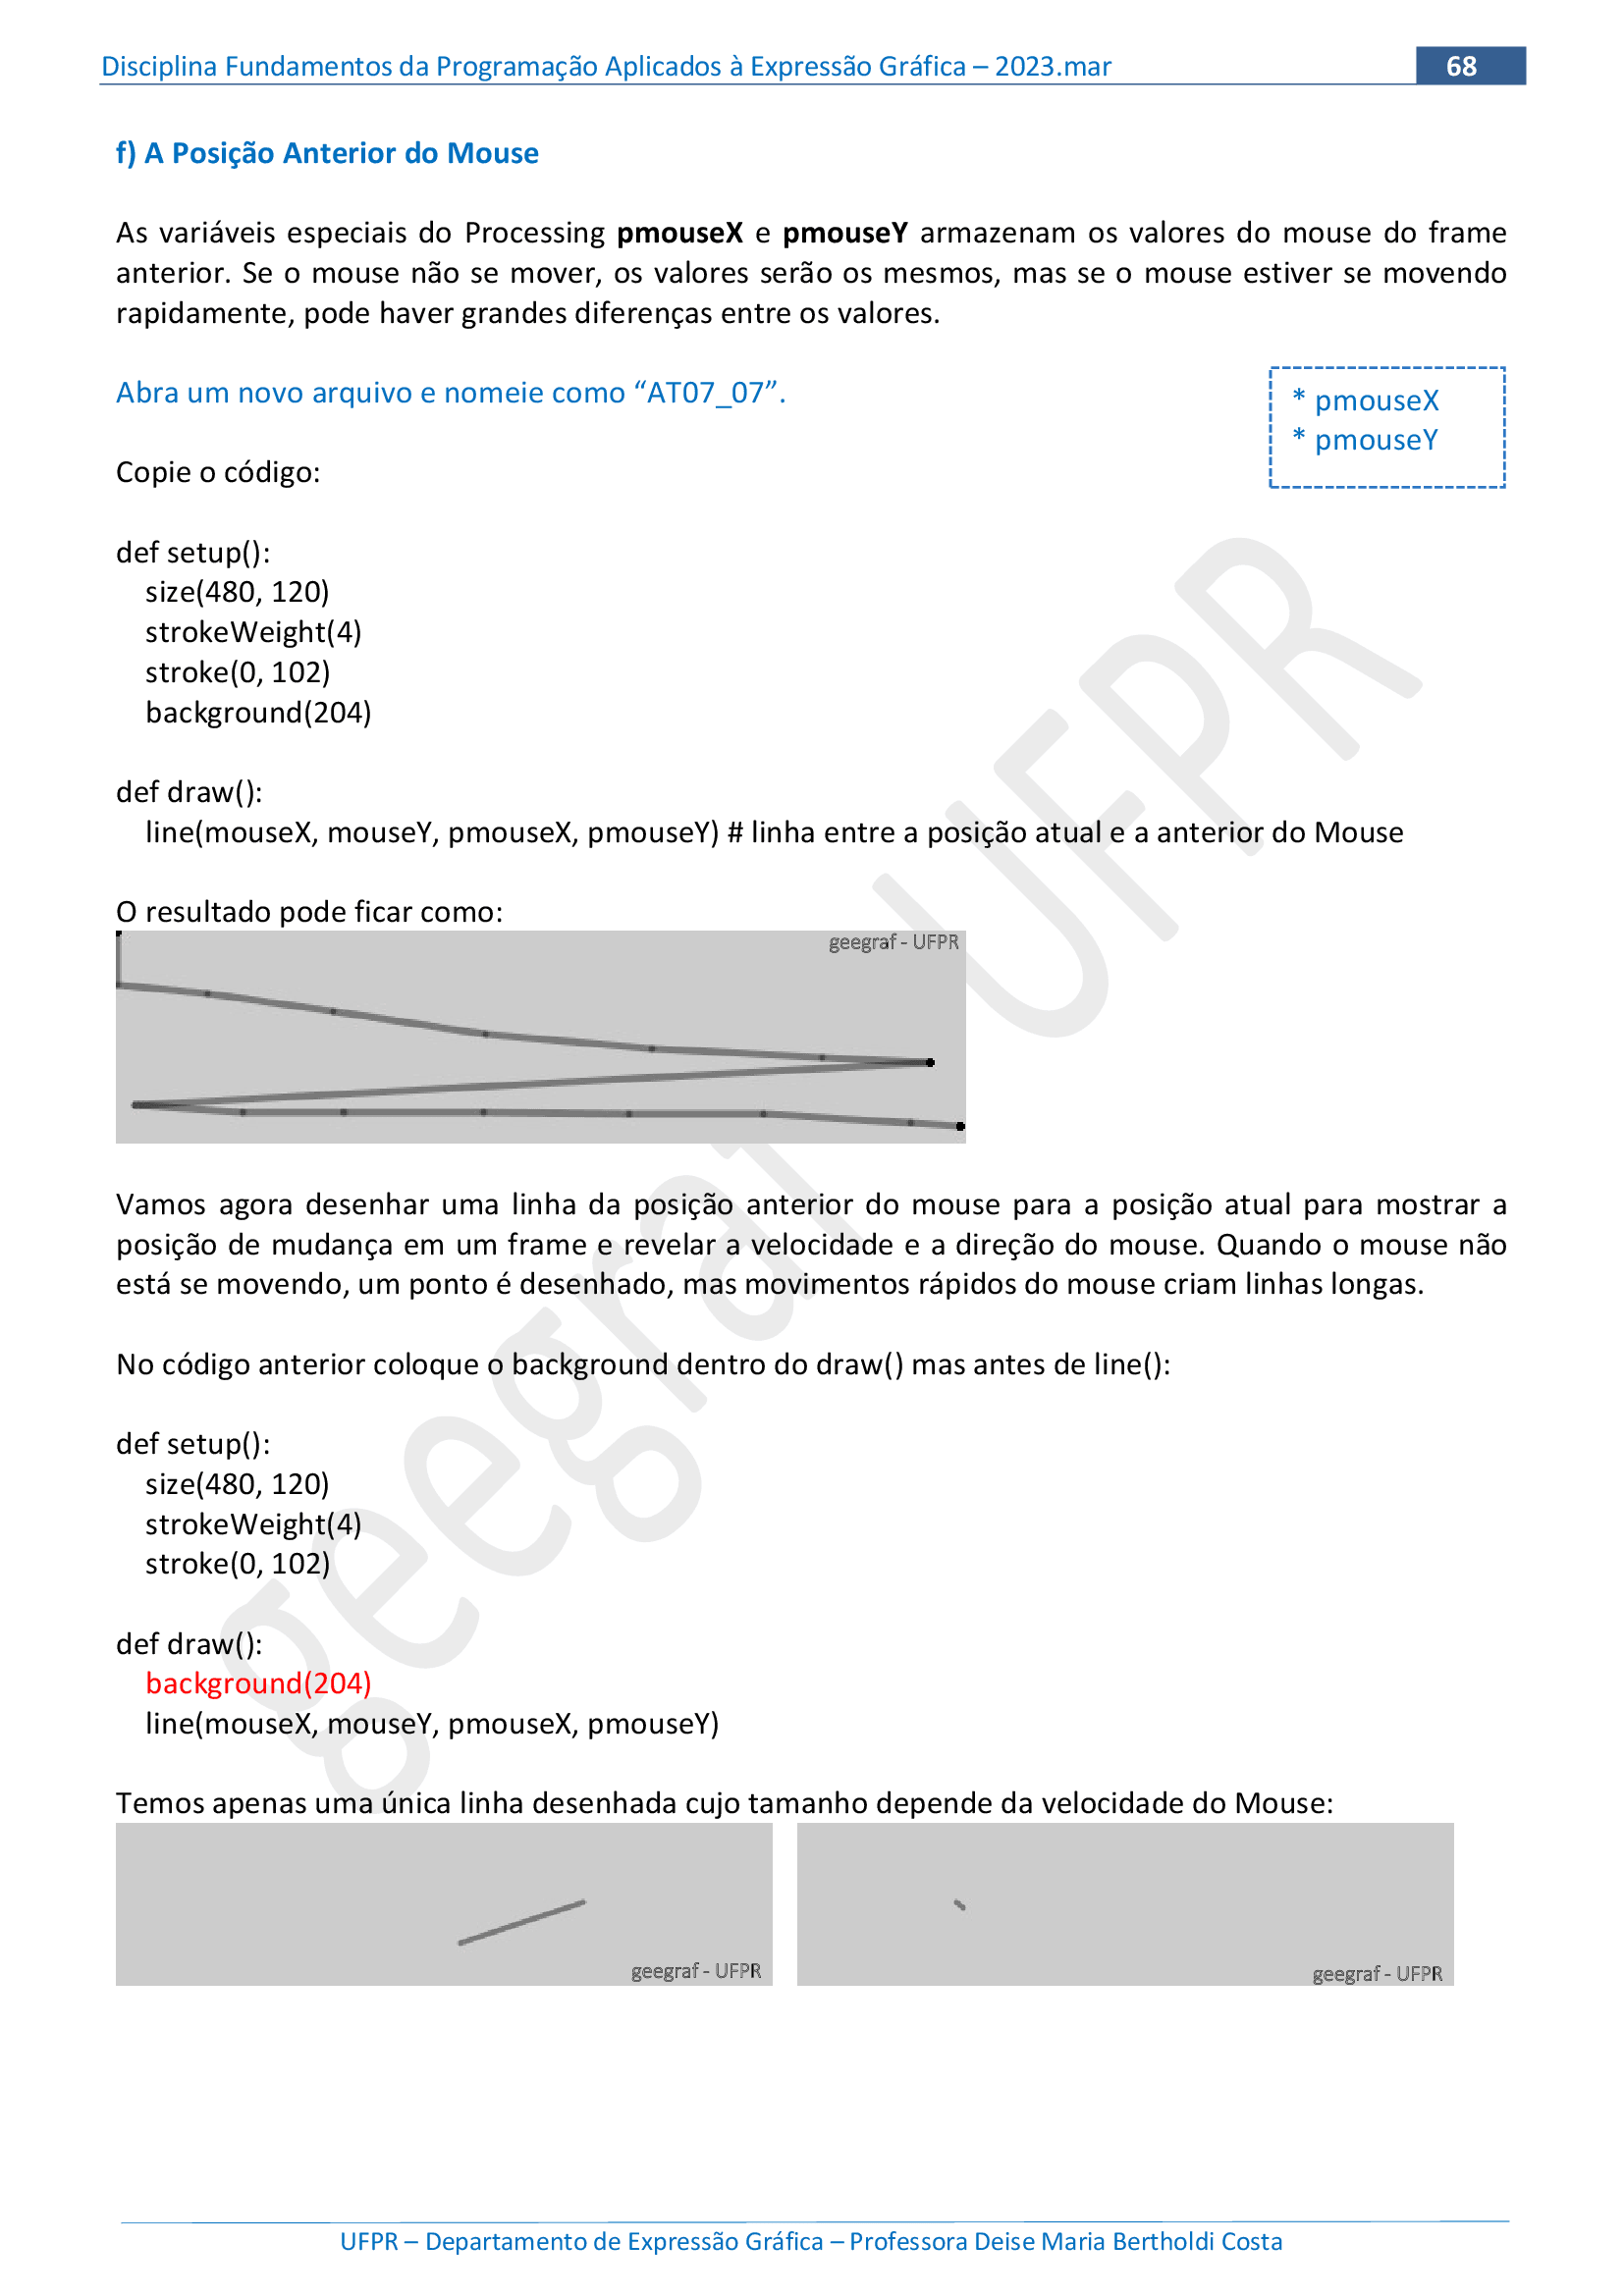 Disciplina Fundamentos da Programação Aplicados à Expressão Gráfica – 2023.mar 68
f) A Posição Anterior do Mouse
As variáveis especiais do Processing pmouseX e pmouseY armazenam os valores do mouse do frame
anterior. Se o mouse não se mover, os valores serão os mesmos, mas se o mouse estiver se movendo
rapidamente, pode haver grandes diferenças entre os valores.
Abra um novo arquivo e nomeie como “AT07_07”.
* pmouseX
* pmouseY
Copie o código:
def setup():
size(480, 120)
strokeWeight(4)
stroke(0, 102)
background(204)
def draw():
line(mouseX, mouseY, pmouseX, pmouseY) # linha entre a posição atual e a anterior do Mouse
O resultado pode ficar como:
geegraf - UFPR
Vamos agora desenhar uma linha da posição anterior do mouse para a posição atual para mostrar a
posição de mudança em um frame e revelar a velocidade e a direção do mouse. Quando o mouse não
está se movendo, um ponto é desenhado, mas movimentos rápidos do mouse criam linhas longas.
No código anterior coloque o background dentro do draw() mas antes de line():
def setup():
size(480, 120)
strokeWeight(4)
stroke(0, 102)
def draw():
background(204)
line(mouseX, mouseY, pmouseX, pmouseY)
Temos apenas uma única linha desenhada cujo tamanho depende da velocidade do Mouse:
geegraf - UFPR
geegraf - UFPR
geegraf UFPR
UFPR – Departamento de Expressão Gráfica – Professora Deise Maria Bertholdi Costa